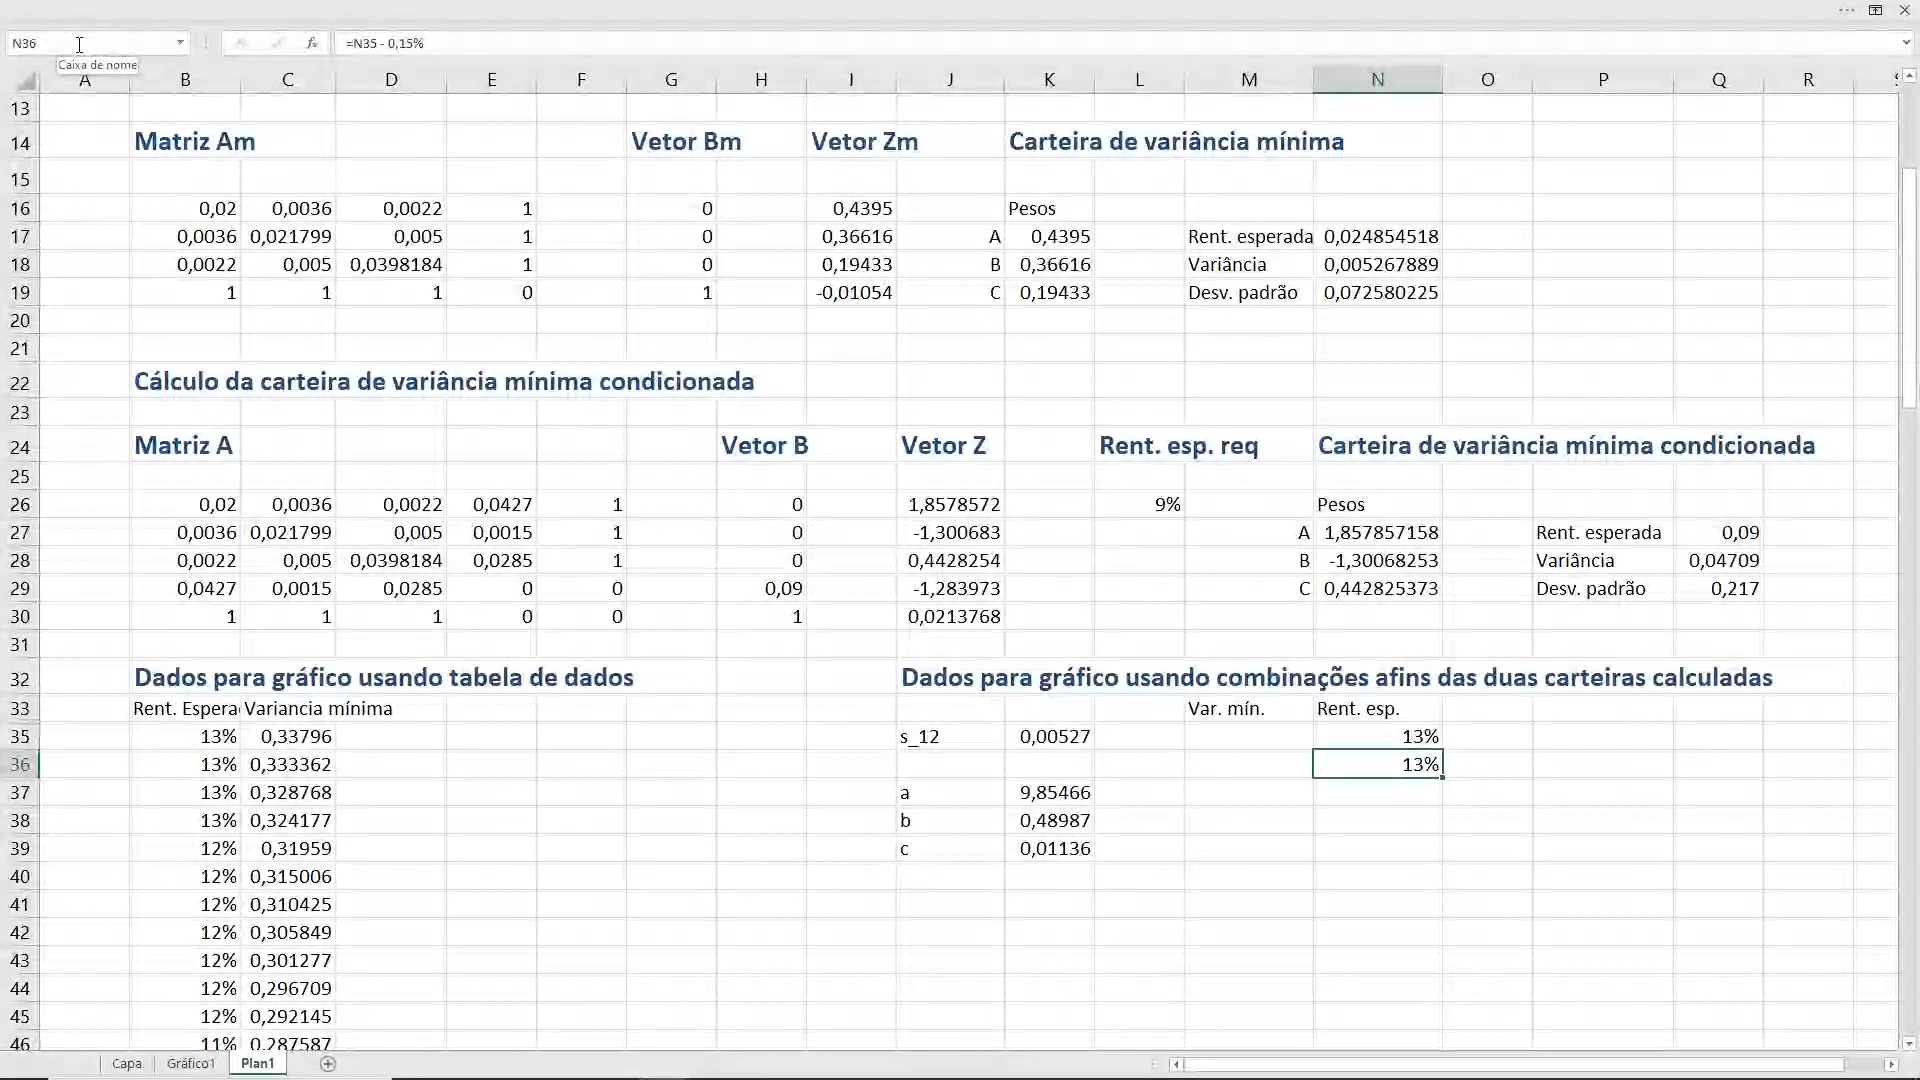 N36 fx =N35 - 0,15%
Caixa de nome
A B C D E F G H I J K L M N O P Q R
13
14 Matriz Am Vetor Bm Vetor Zm Carteira de variância mínima
15
16 0,02 0,0036 0,0022 1 0 0,4395 Pesos
17 0,0036 0,021799 0,005 1 0 0,36616 A 0,4395 Rent. esperada 0,024854518
18 0,0022 0,005 0,0398184 1 0 0,19433 B 0,36616 Variância 0,005267889
19 1 1 1 0 1 -0,01054 C 0,19433 Desv. padrão 0,072580225
20
21
22 Cálculo da carteira de variância mínima condicionada
23
24 Matriz A Vetor B Vetor Z Rent. esp. req Carteira de variância mínima condicionada
25
26 0,02 0,0036 0,0022 0,0427 1 0 1,8578572 9% Pesos
27 0,0036 0,021799 0,005 0,0015 1 0 -1,300683 A 1,857857158 Rent. esperada 0,09
28 0,0022 0,005 0,0398184 0,0285 1 0 0,4428254 B -1,30068253 Variância 0,04709
29 0,0427 0,0015 0,0285 0 0 0,09 -1,283973 C 0,442825373 Desv. padrão 0,217
30 1 1 1 0 0 1 0,0213768
31
32 Dados para gráfico usando tabela de dados Dados para gráfico usando combinações afins das duas carteiras calculadas
33 Rent. Espera Variancia mínima Var. mín. Rent. esp.
35 13% 0,33796 s_12 0,00527 13%
36 13% 0,333362 13%
37 13% 0,328768 a 9,85466
38 13% 0,324177 b 0,48987
39 12% 0,31959 c 0,01136
40 12% 0,315006
41 12% 0,310425
42 12% 0,305849
43 12% 0,301277
44 12% 0,296709
45 12% 0,292145
46 11% 0,287587
Capa Gráfico1 Plan1